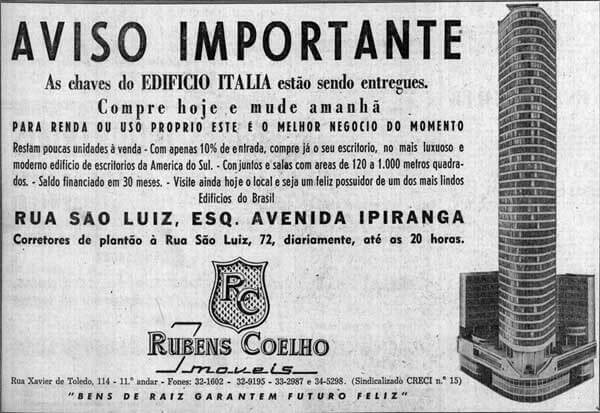 AVISO IMPORTANTE
As chaves do EDIFICIO ITALIA estão sendo entregues.
Compre hoje e mude amanhã
PARA RENDA OU USO PROPRIO ESTE É O MELHOR NEGOCIO DO MOMENTO
Restam poucas unidades à venda - Com apenas 10% de entrada, compre já o seu escritorio, no mais luxuoso e
moderno edificio de escritorios da America do Sul. - Conjuntos e salas com areas de 120 a 1.000 metros quadra-
dos. - Saldo financiado em 30 meses. - Visite ainda hoje o local e seja um feliz possuidor de um dos mais lindos
Edificios do Brasil
RUA SAO LUIZ, ESQ. AVENIDA IPIRANGA
Corretores de plantão à Rua São Luiz, 72, diariamente, até as 20 horas.
RC
RUBENS COELHO
Imoveis
Rua Xavier de Toledo, 114 - 11.º andar - Fones: 32-1602 - 32-9195 - 33-2987 e 34-5298. (Sindicalizado CRECI n.º 15)
"BENS DE RAIZ GARANTEM FUTURO FELIZ"